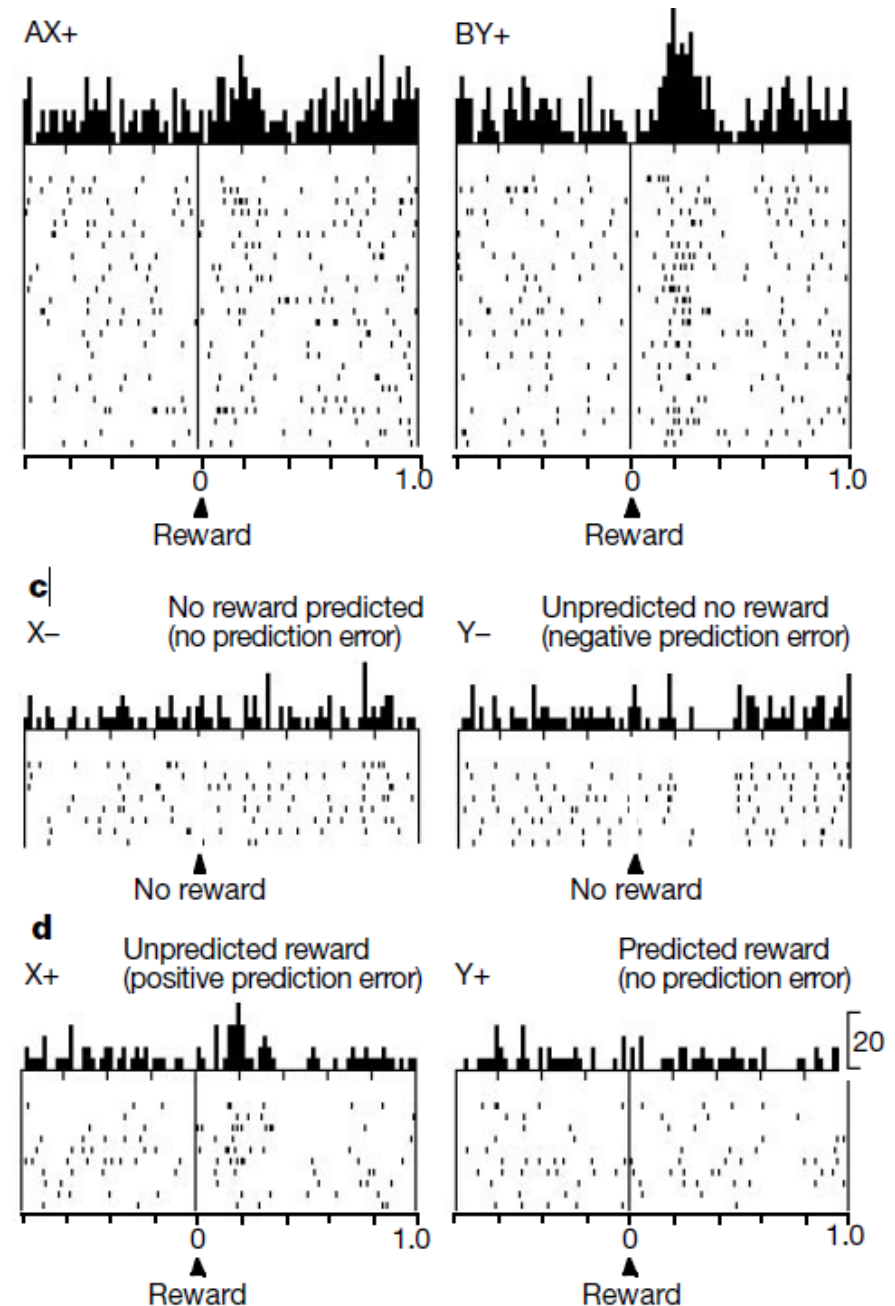 AX+
BY+
0
1.0
Reward
0
1.0
Reward
c
X–
No reward predicted
(no prediction error)
Y–
Unpredicted no reward
(negative prediction error)
No reward
No reward
d
X+
Unpredicted reward
(positive prediction error)
Y+
Predicted reward
(no prediction error)
20
0
1.0
Reward
0
1.0
Reward